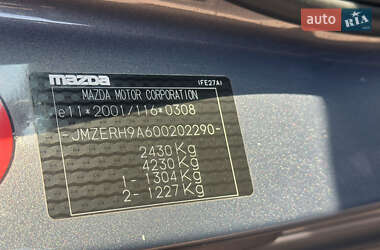 auto RIA
mazda
IFE27A1
MAZDA MOTOR CORPORATION
e11*2001/116*0308
-JMZERH9A600202290-
2430 Kg
4230 Kg
1- 1304 Kg
2- 1227 Kg